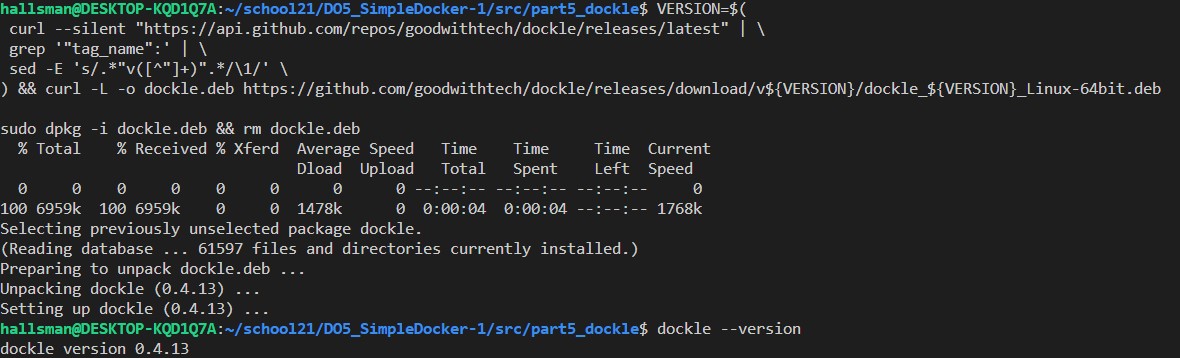 hallsman@DESKTOP-KQD1Q7A:~/school21/DO5_SimpleDocker-1/src/part5_dockle$ VERSION=$(
 curl --silent "https://api.github.com/repos/goodwithtech/dockle/releases/latest" | \
 grep '"tag_name":' | \
 sed -E 's/.*"v([^"]+)".*/\1/' \
) && curl -L -o dockle.deb https://github.com/goodwithtech/dockle/releases/download/v${VERSION}/dockle_${VERSION}_Linux-64bit.deb

sudo dpkg -i dockle.deb && rm dockle.deb
  % Total    % Received % Xferd  Average Speed   Time    Time     Time  Current
                                 Dload  Upload   Total   Spent    Left  Speed
  0     0    0     0    0     0      0      0 --:--:-- --:--:-- --:--:--     0
100 6959k  100 6959k    0     0  1478k      0  0:00:04  0:00:04 --:--:-- 1768k
Selecting previously unselected package dockle.
(Reading database ... 61597 files and directories currently installed.)
Preparing to unpack dockle.deb ...
Unpacking dockle (0.4.13) ...
Setting up dockle (0.4.13) ...
hallsman@DESKTOP-KQD1Q7A:~/school21/DO5_SimpleDocker-1/src/part5_dockle$ dockle --version
dockle version 0.4.13